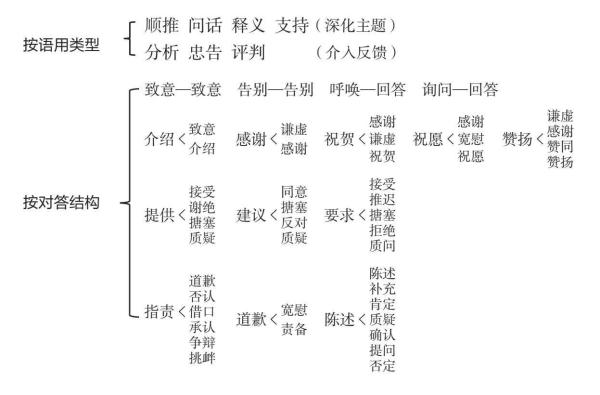 按语用类型
顺推 问话 释义 支持（深化主题）
分析 忠告 评判 （介入反馈）
按对答结构
致意—致意 告别—告别 呼唤—回答 询问—回答
介绍<
致意
介绍
感谢<
谦虚
感谢
祝贺<
感谢
谦虚
祝贺
祝愿<
感谢
宽慰
祝愿
赞扬<
谦虚
感谢
赞同
赞扬
提供<
接受
谢绝
搪塞
质疑
建议<
同意
搪塞
反对
质疑
要求<
接受
推迟
搪塞
拒绝
质问
指责<
道歉
否认
借口
承认
争辩
挑衅
道歉<
宽慰
责备
陈述<
陈述
补充
肯定
质疑
确认
提问
否定